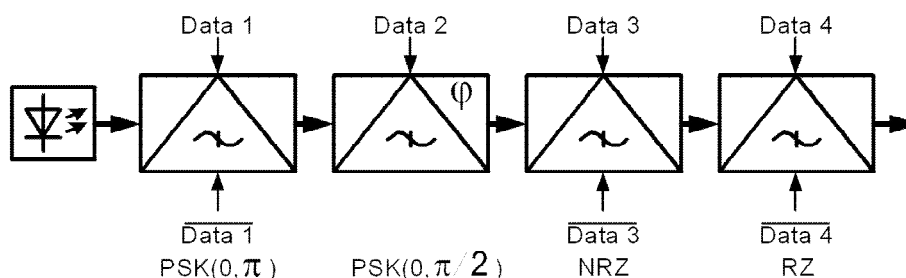 Data 1 Data 2 Data 3 Data 4
φ
Data 1 Data 3 Data 4
PSK(0,π) PSK(0,π/2) NRZ RZ